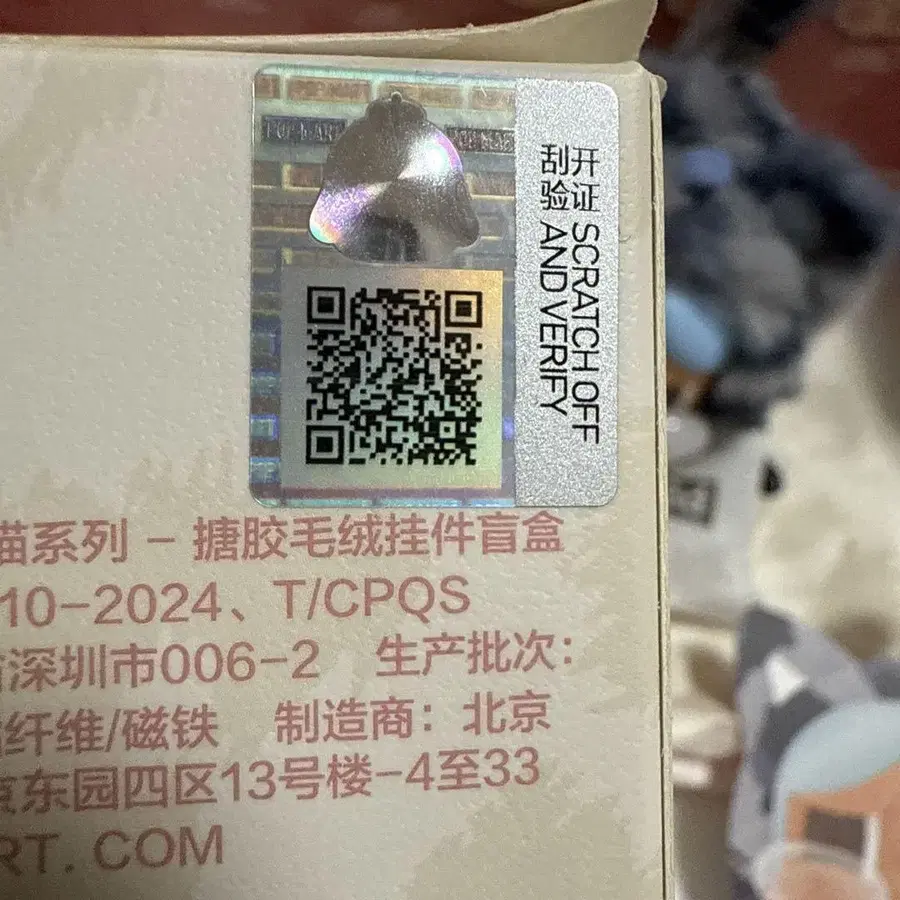 开证 SCRATCH OFF
刮验 AND VERIFY
猫系列 - 搪胶毛绒挂件盲盒
10-2024、T/CPQS
深圳市006-2 生产批次：
纤维/磁铁 制造商：北京
京东园四区13号楼-4至33
RT. COM